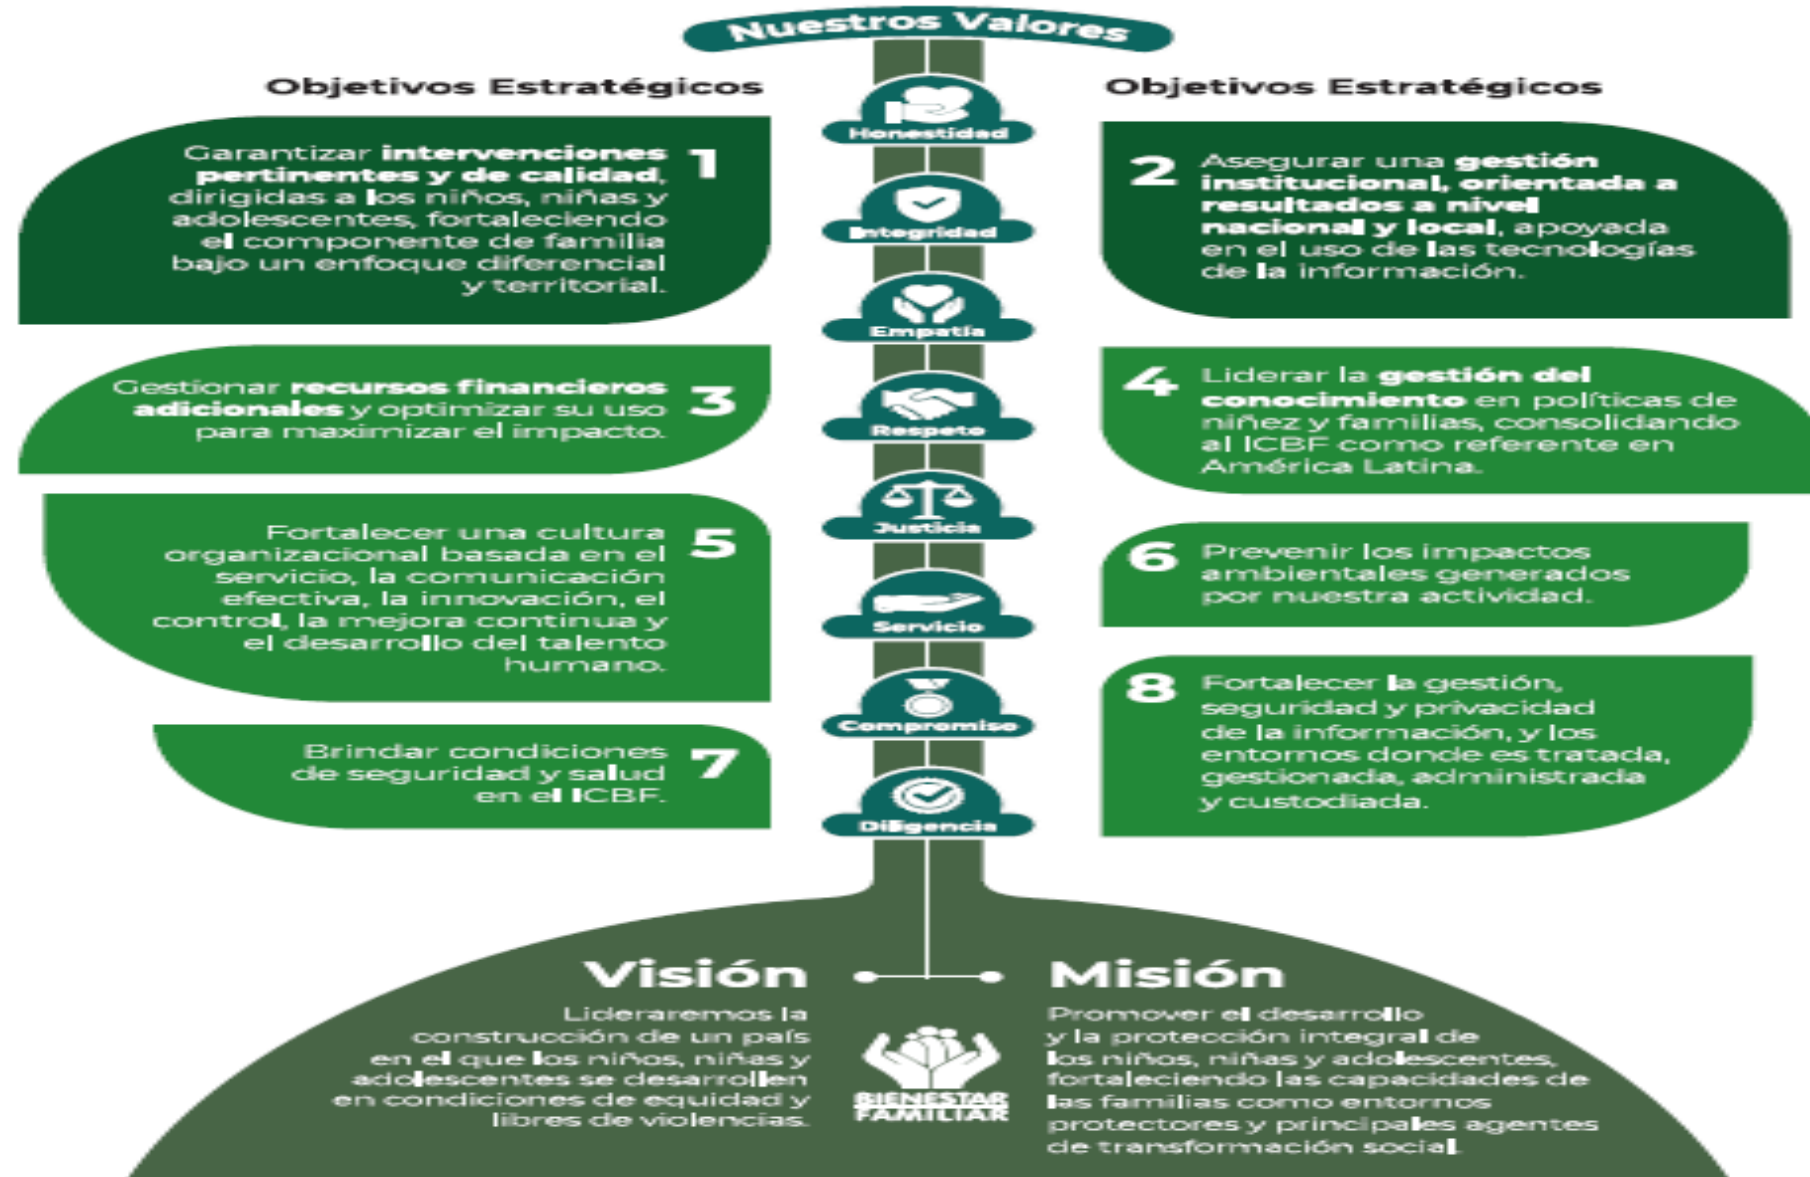 Nuestros Valores
Objetivos Estratégicos
1
Garantizar intervenciones
pertinentes y de calidad,
dirigidas a los niños, niñas y
adolescentes, fortaleciendo
el componente de familia
bajo un enfoque diferencial
y territorial.
3
Gestionar recursos financieros
adicionales y optimizar su uso
para maximizar el impacto.
5
Fortalecer una cultura
organizacional basada en el
servicio, la comunicación
efectiva, la innovación, el
control, la mejora continua y
el desarrollo del talento
humano.
7
Brindar condiciones
de seguridad y salud
en el ICBF.
Honestidad
Integridad
Empatía
Respeto
Justicia
Servicio
Compromiso
Diligencia
Objetivos Estratégicos
2
Asegurar una gestión
institucional, orientada a
resultados a nivel
nacional y local, apoyada
en el uso de las tecnologías
de la información.
4
Liderar la gestión del
conocimiento en políticas de
niñez y familias, consolidando
al ICBF como referente en
América Latina.
6
Prevenir los impactos
ambientales generados
por nuestra actividad.
8
Fortalecer la gestión,
seguridad y privacidad
de la información, y los
entornos donde es tratada,
gestionada, administrada
y custodiada.
Visión
Lideraremos la
construcción de un país
en el que los niños, niñas y
adolescentes se desarrollen
en condiciones de equidad y
libres de violencias.
BIENESTAR
FAMILIAR
Misión
Promover el desarrollo
y la protección integral de
los niños, niñas y adolescentes,
fortaleciendo las capacidades de
las familias como entornos
protectores y principales agentes
de transformación social.